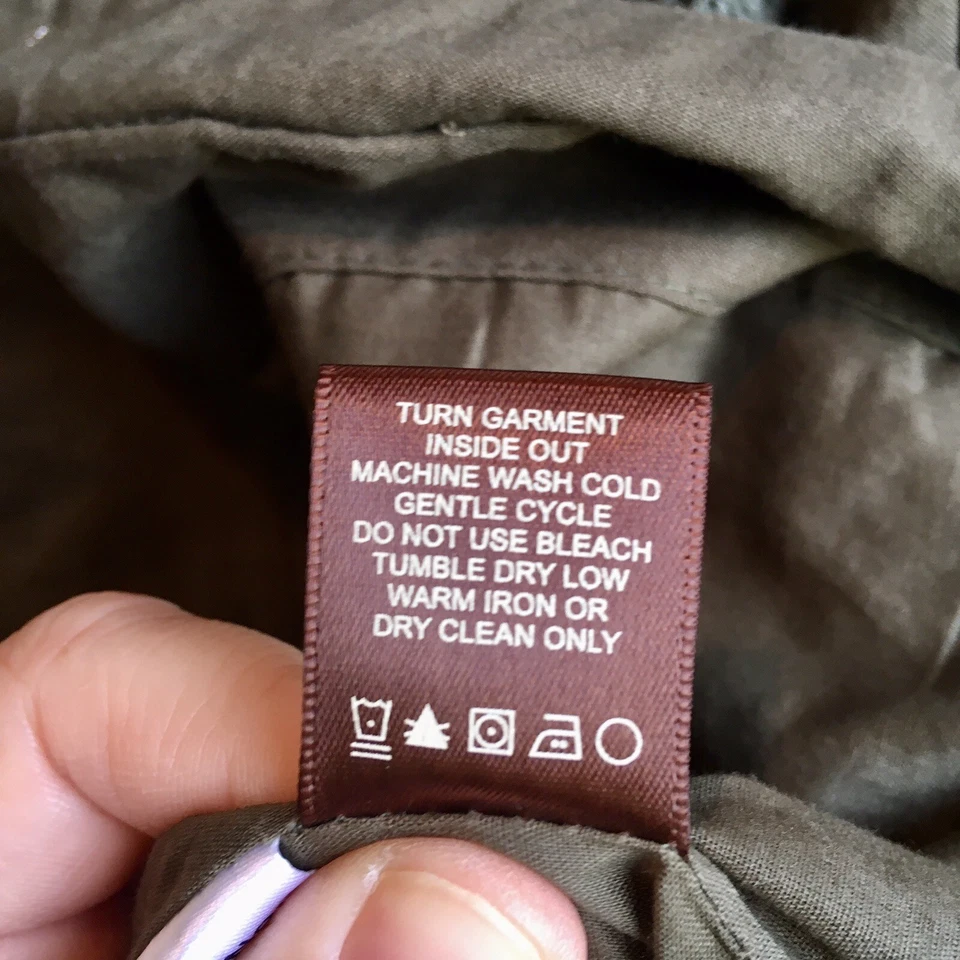 TURN GARMENT
INSIDE OUT
MACHINE WASH COLD
GENTLE CYCLE
DO NOT USE BLEACH
TUMBLE DRY LOW
WARM IRON OR
DRY CLEAN ONLY